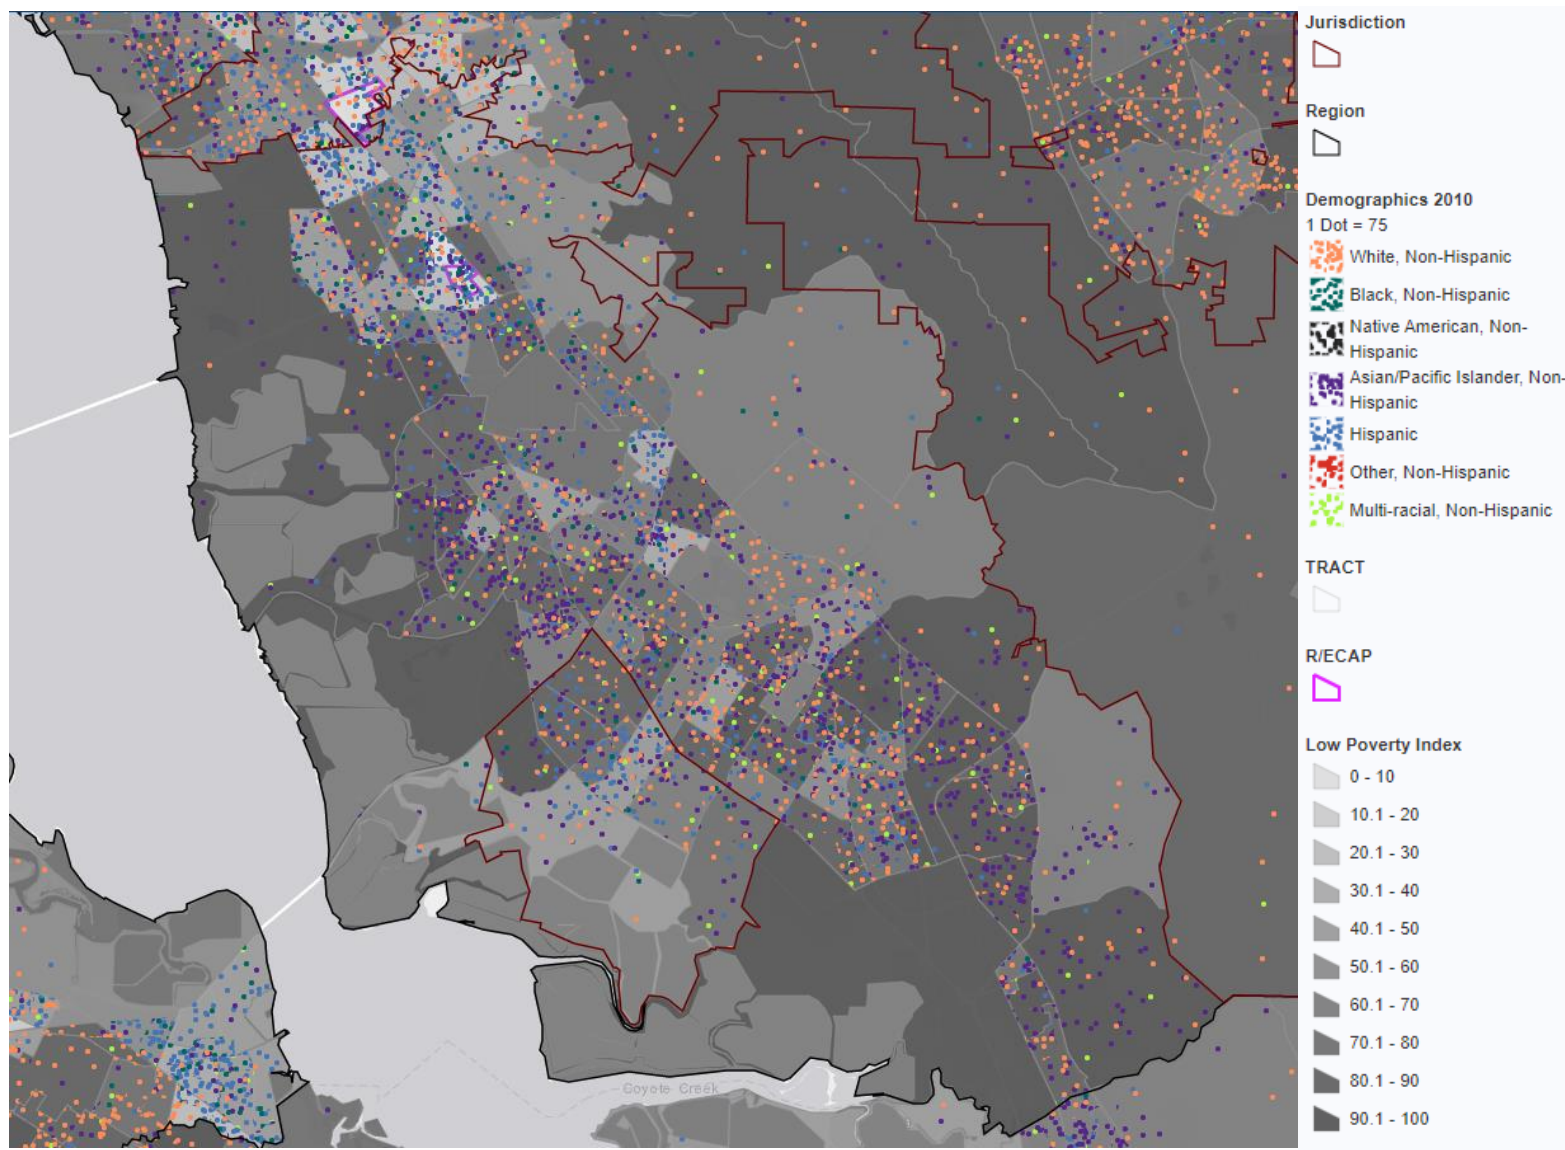 Jurisdiction
Region
Demographics 2010
1 Dot = 75
White, Non-Hispanic
Black, Non-Hispanic
Native American, Non-
Hispanic
Asian/Pacific Islander, Non-
Hispanic
Hispanic
Other, Non-Hispanic
Multi-racial, Non-Hispanic
TRACT
R/ECAP
Low Poverty Index
0 - 10
10.1 - 20
20.1 - 30
30.1 - 40
40.1 - 50
50.1 - 60
60.1 - 70
70.1 - 80
80.1 - 90
90.1 - 100
Coyote Creek